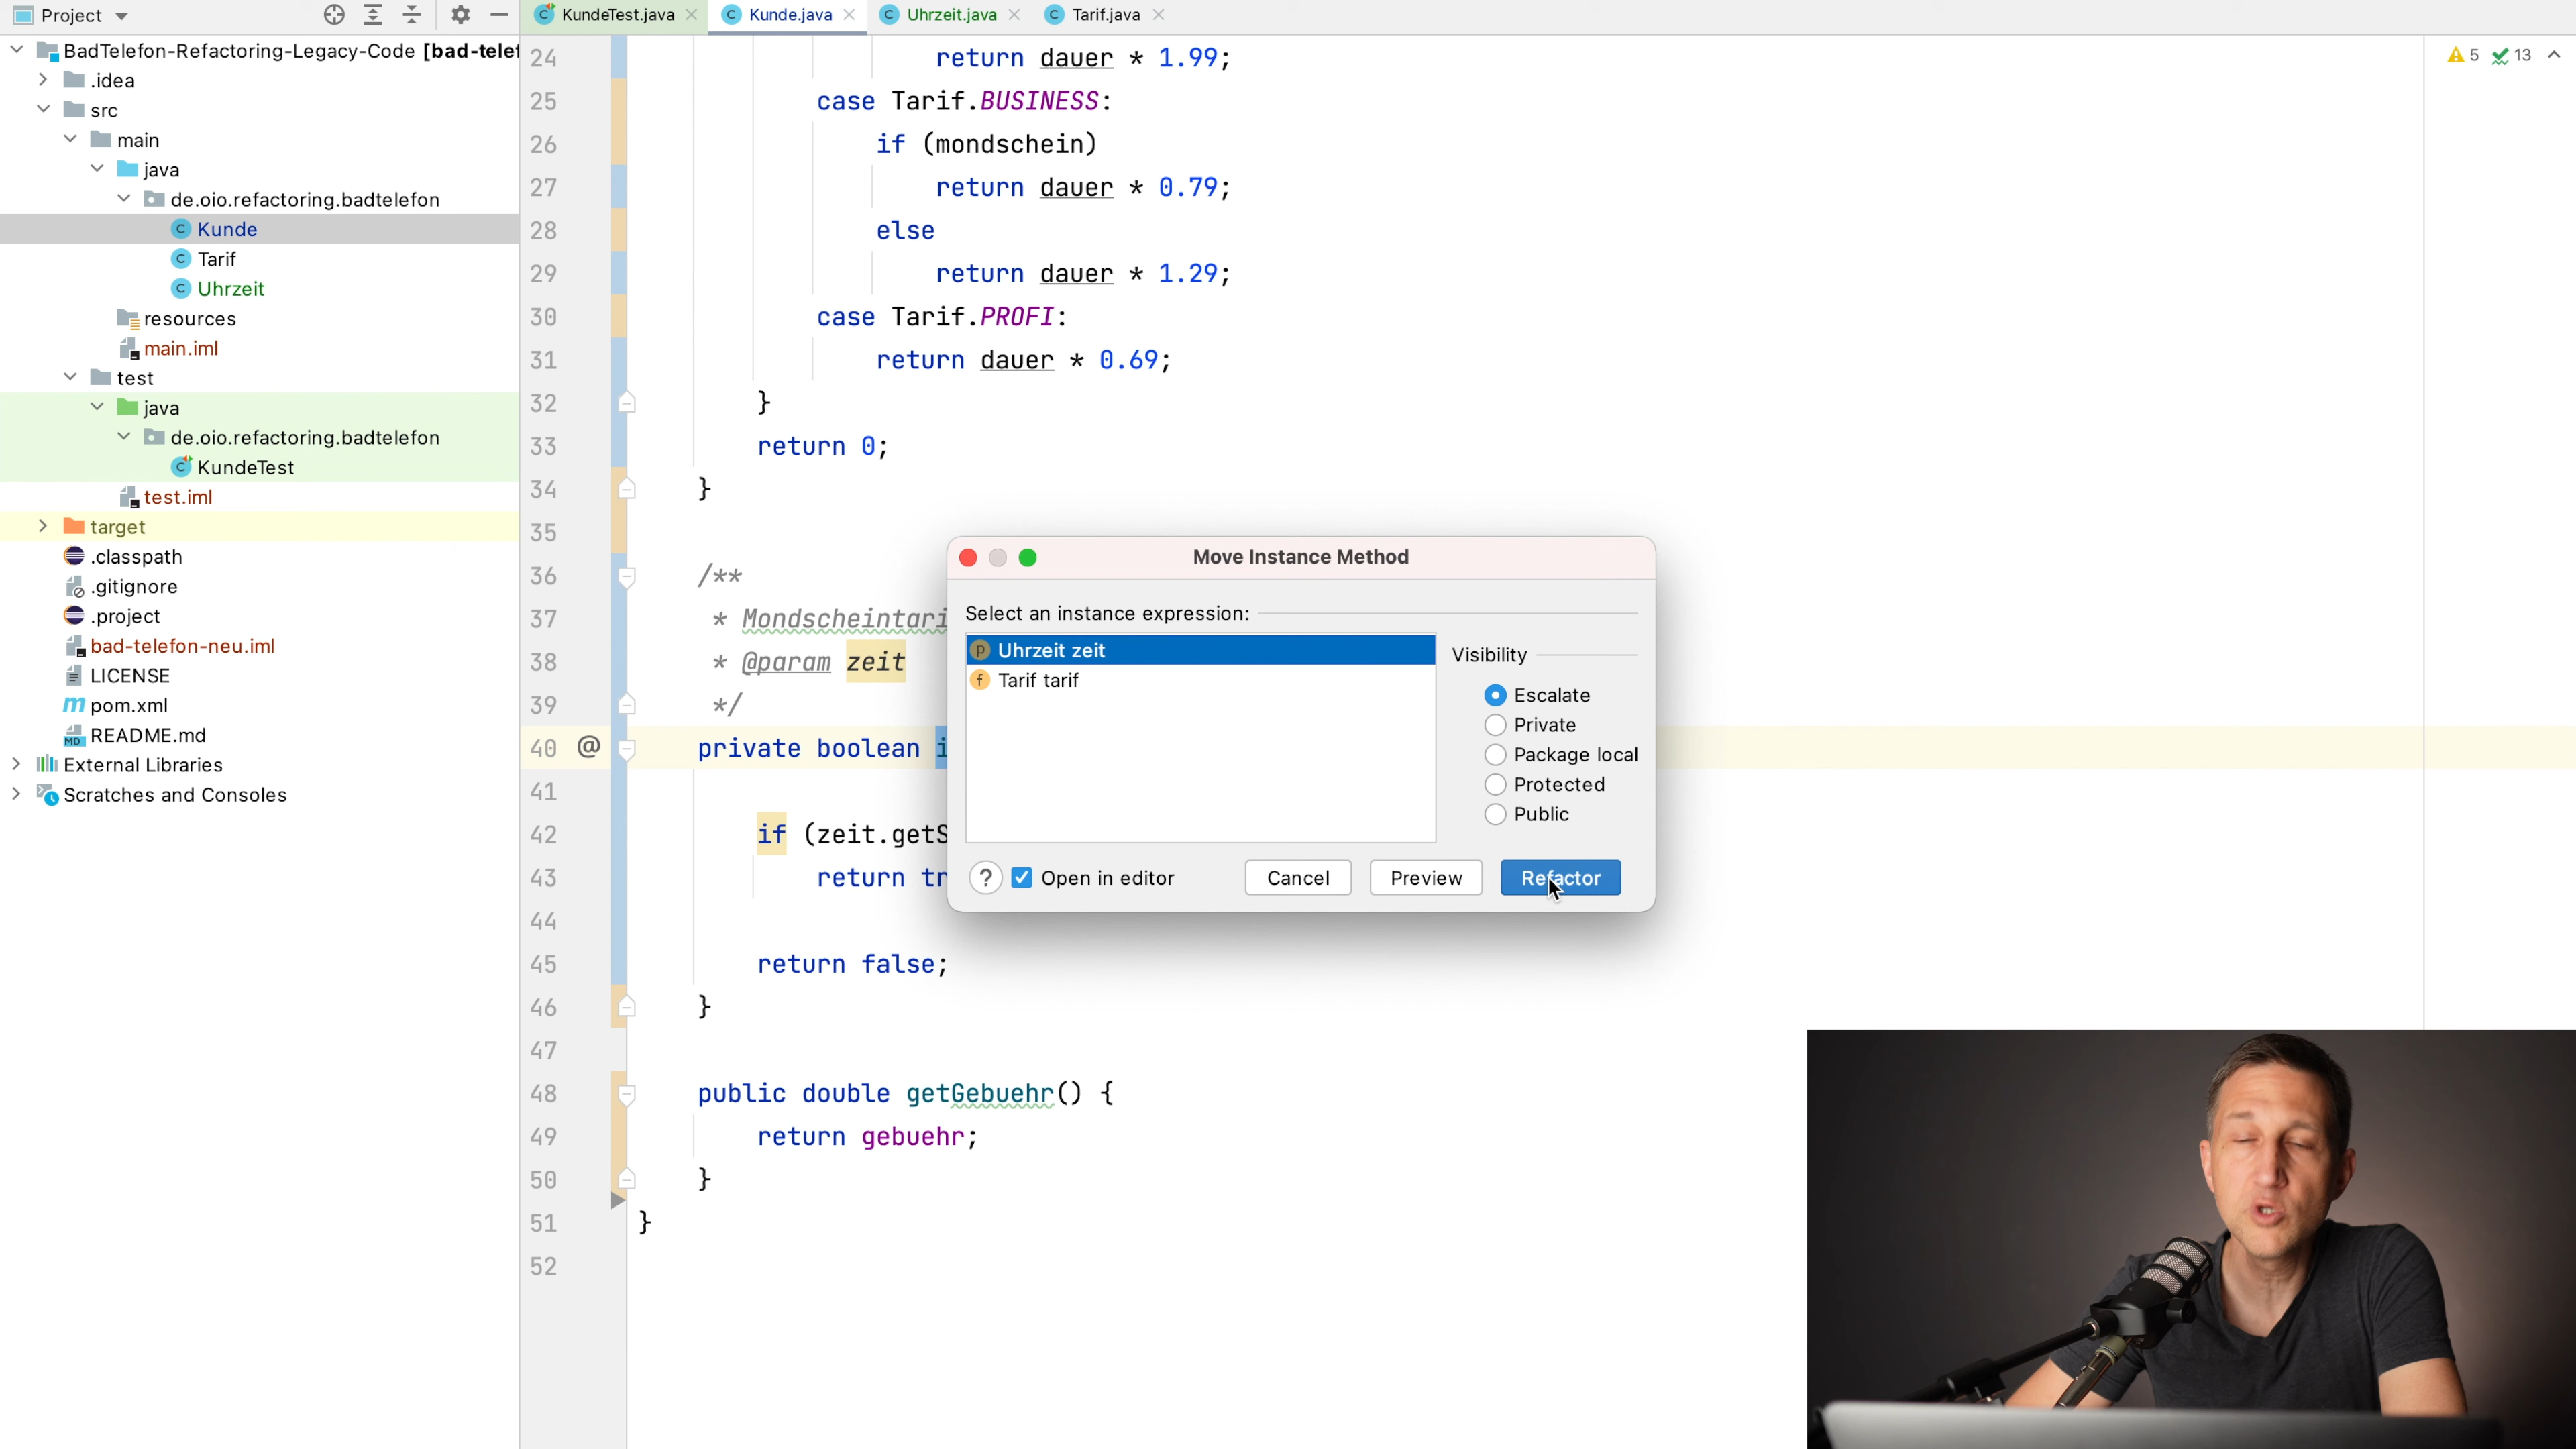 Project
KundeTest.java
Kunde.java
Uhrzeit.java
Tarif.java
BadTelefon-Refactoring-Legacy-Code [bad-telef
.idea
src
main
java
de.oio.refactoring.badtelefon
Kunde
Tarif
Uhrzeit
resources
main.iml
test
java
de.oio.refactoring.badtelefon
KundeTest
test.iml
target
.classpath
.gitignore
.project
bad-telefon-neu.iml
LICENSE
pom.xml
README.md
External Libraries
Scratches and Consoles
5 13
24 return dauer * 1.99;
25 case Tarif.BUSINESS:
26 if (mondschein)
27 return dauer * 0.79;
28 else
29 return dauer * 1.29;
30 case Tarif.PROFI:
31 return dauer * 0.69;
32 }
33 return 0;
34 }
35
36 /**
37 * Mondscheintari
38 * @param zeit
39 */
40 @ private boolean i
41
42 if (zeit.getS
43 return tr
44
45 return false;
46 }
47
48 public double getGebuehr() {
49 return gebuehr;
50 }
51 }
52
Move Instance Method
Select an instance expression:
p Uhrzeit zeit
f Tarif tarif
Visibility
Escalate
Private
Package local
Protected
Public
? Open in editor
Cancel
Preview
Refactor